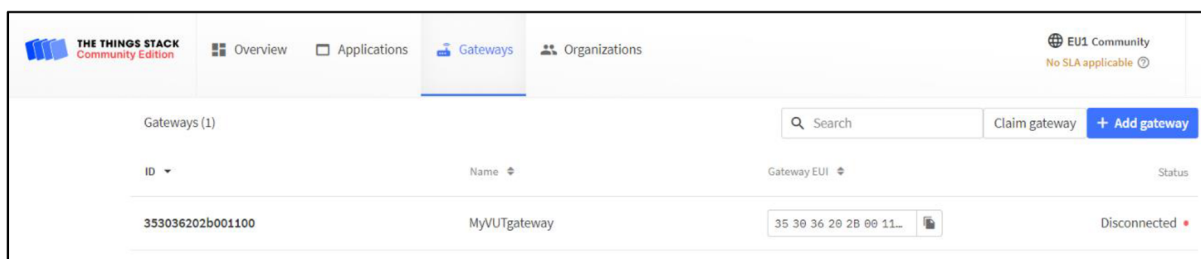 THE THINGS STACK
Community Edition
Overview
Applications
Gateways
Organizations
EU1 Community
No SLA applicable
Gateways (1)
Search
Claim gateway
+ Add gateway
ID
Name
Gateway EUI
Status
353036202b001100
MyVUTgateway
35 30 36 20 2B 00 11…
Disconnected